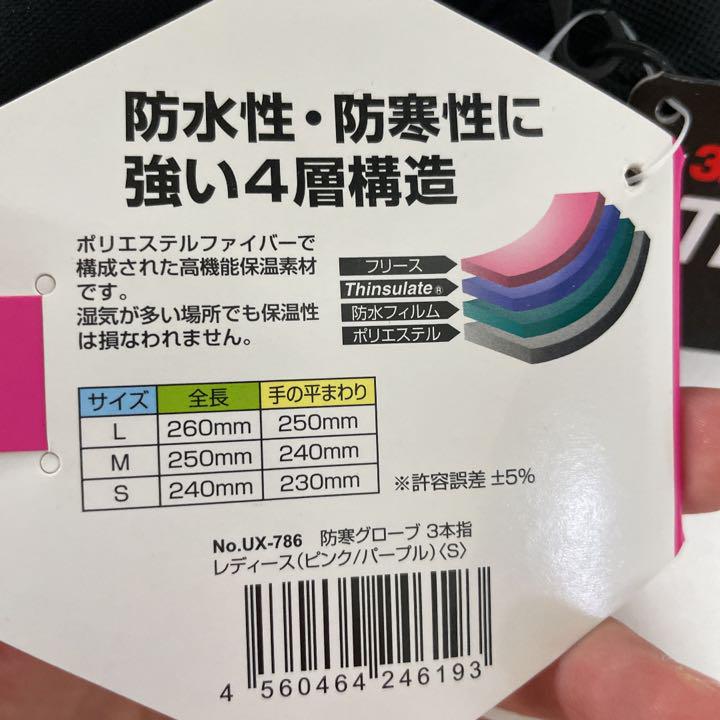 防水性・防寒性に
強い4層構造
ポリエステルファイバーで
構成された高機能保温素材
です。
湿気が多い場所でも保温性
は損なわれません。
フリース
Thinsulate®
防水フィルム
ポリエステル
サイズ 全長 手の平まわり
L 260mm 250mm
M 250mm 240mm
S 240mm 230mm
※許容誤差 ±5%
No.UX-786 防寒グローブ 3本指
レディース(ピンク/パープル)〈S〉
4 560464 246193